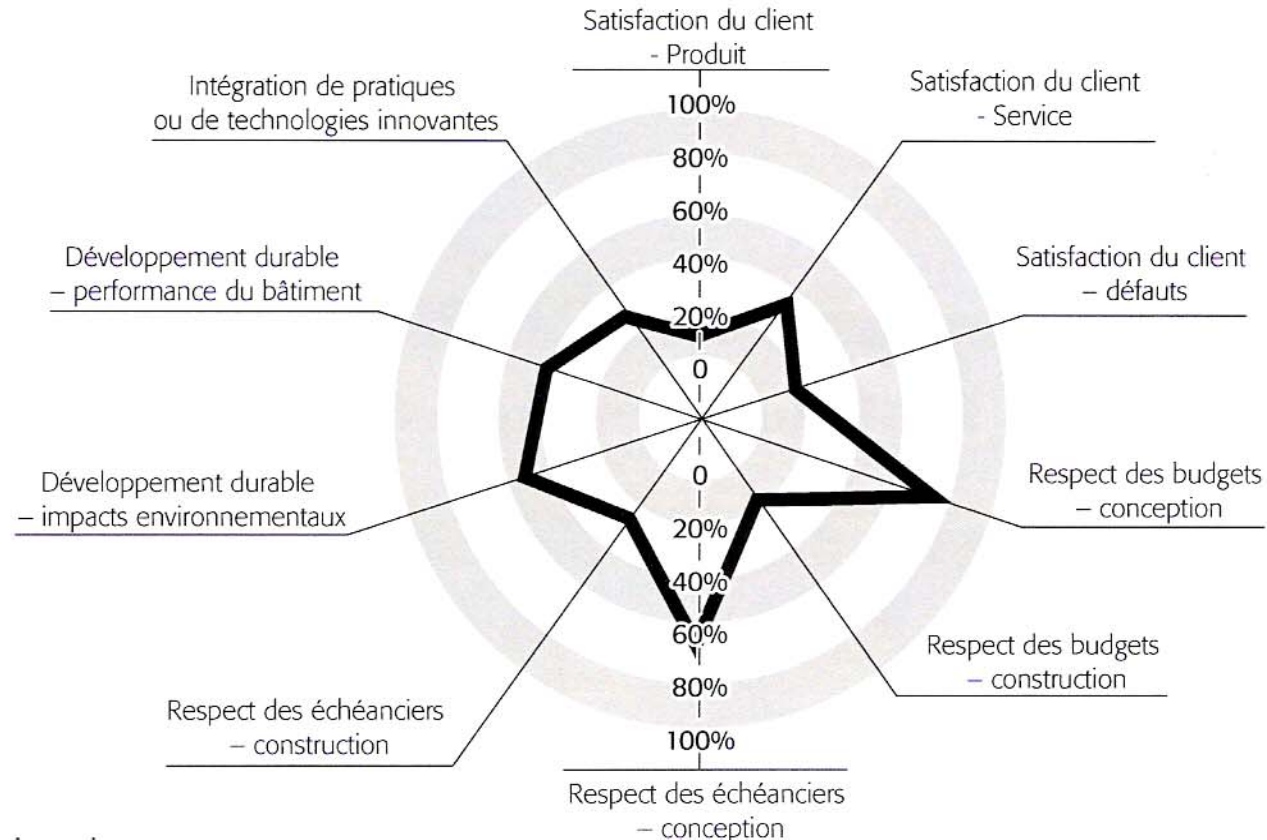 Satisfaction du client
- Produit
Intégration de pratiques
ou de technologies innovantes
Satisfaction du client
- Service
Développement durable
– performance du bâtiment
Satisfaction du client
– défauts
Développement durable
– impacts environnementaux
Respect des budgets
– conception
Respect des budgets
– construction
Respect des échéanciers
– construction
Respect des échéanciers
– conception
100%
80%
60%
40%
20%
0
0
20%
40%
60%
80%
100%